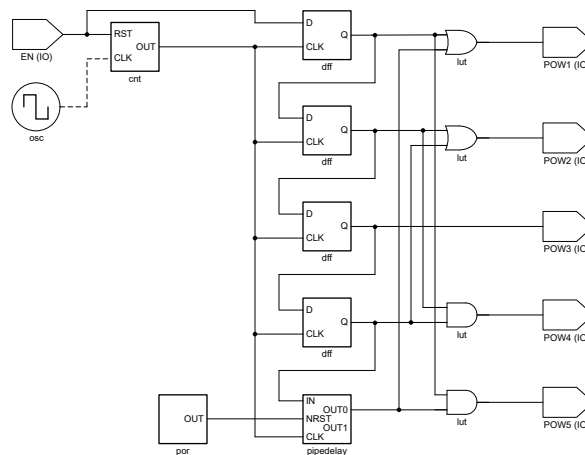 EN (IO)
RST
OUT
CLK
cnt
osc
D
Q
CLK
dff
lut
POW1 (IO
D
Q
CLK
dff
lut
POW2 (IO
D
Q
CLK
dff
POW3 (IO
D
Q
CLK
dff
lut
POW4 (IO
OUT
por
IN
OUT0
NRST
OUT1
CLK
pipedelay
lut
POW5 (IO